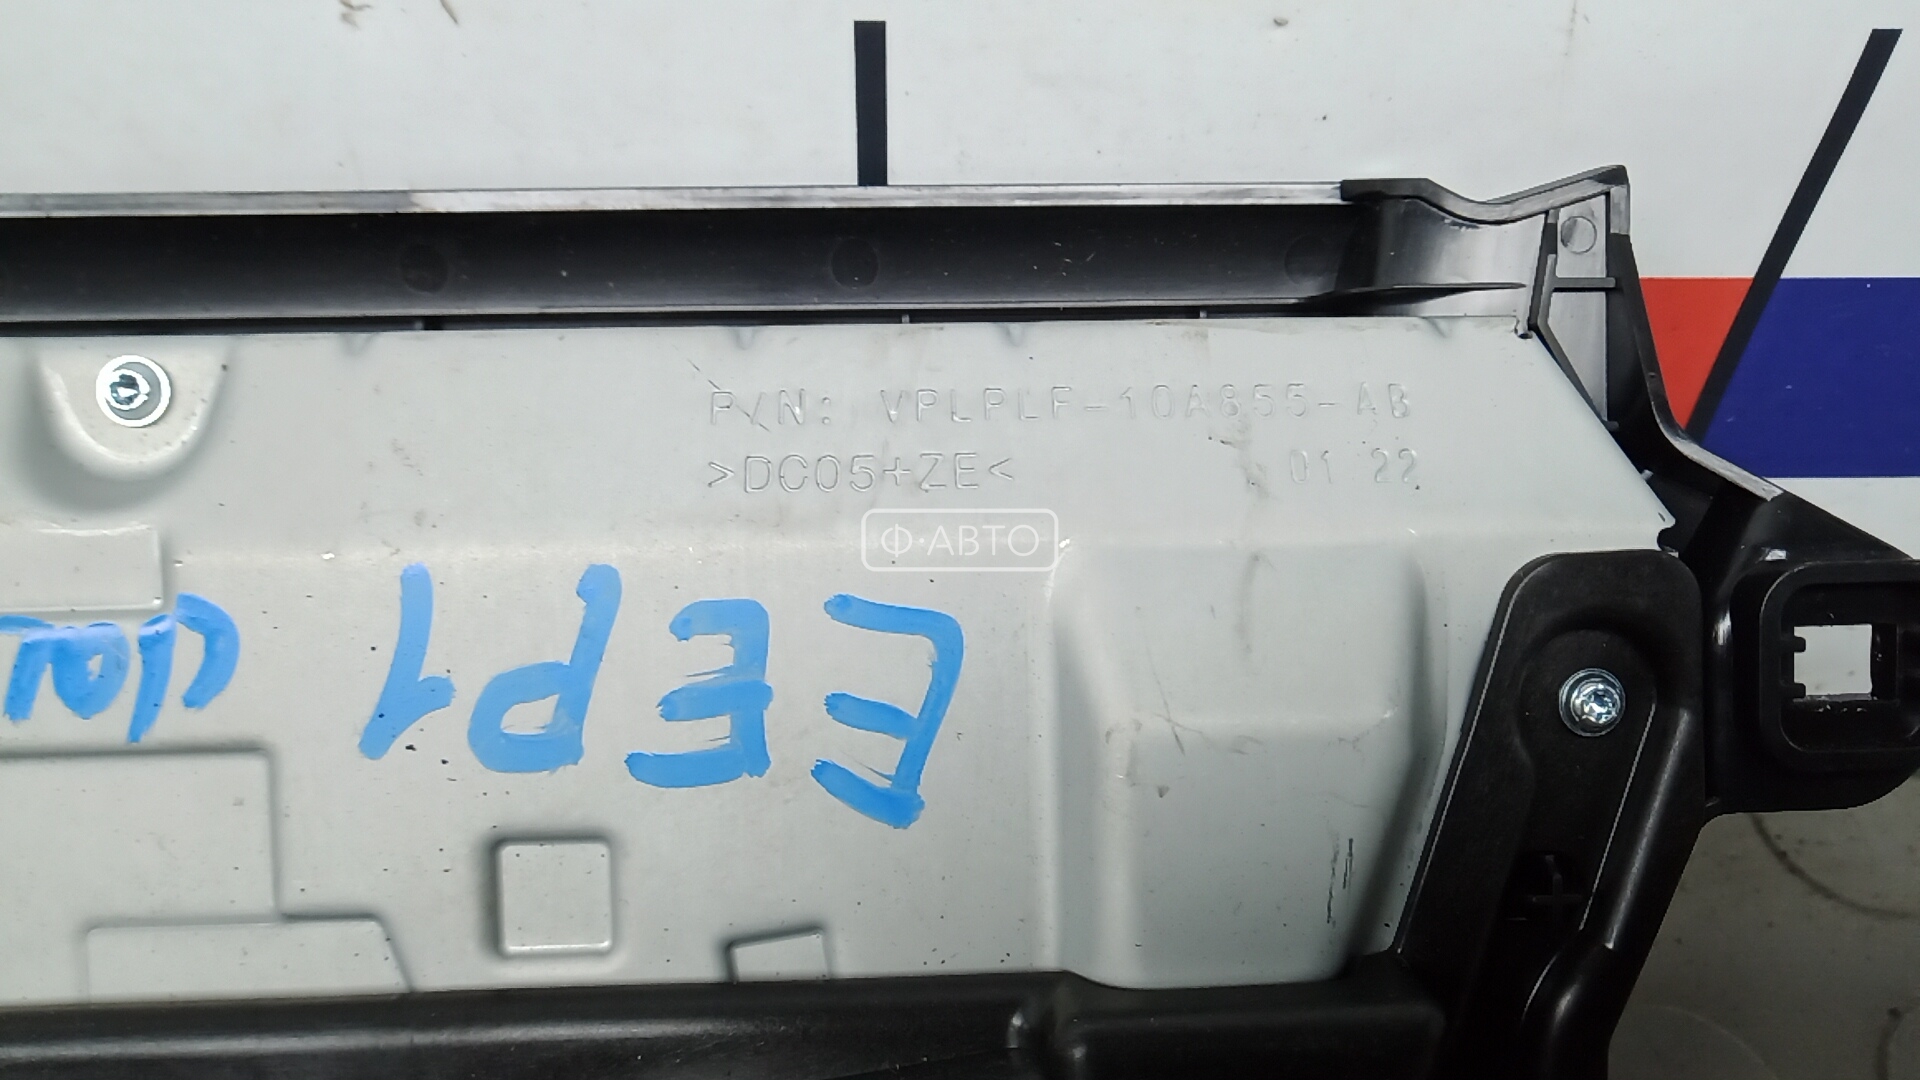 P/N: VPLPLF-10A855-AB
>DC05+ZE< 01 22
Ф·АВТО
EEP1